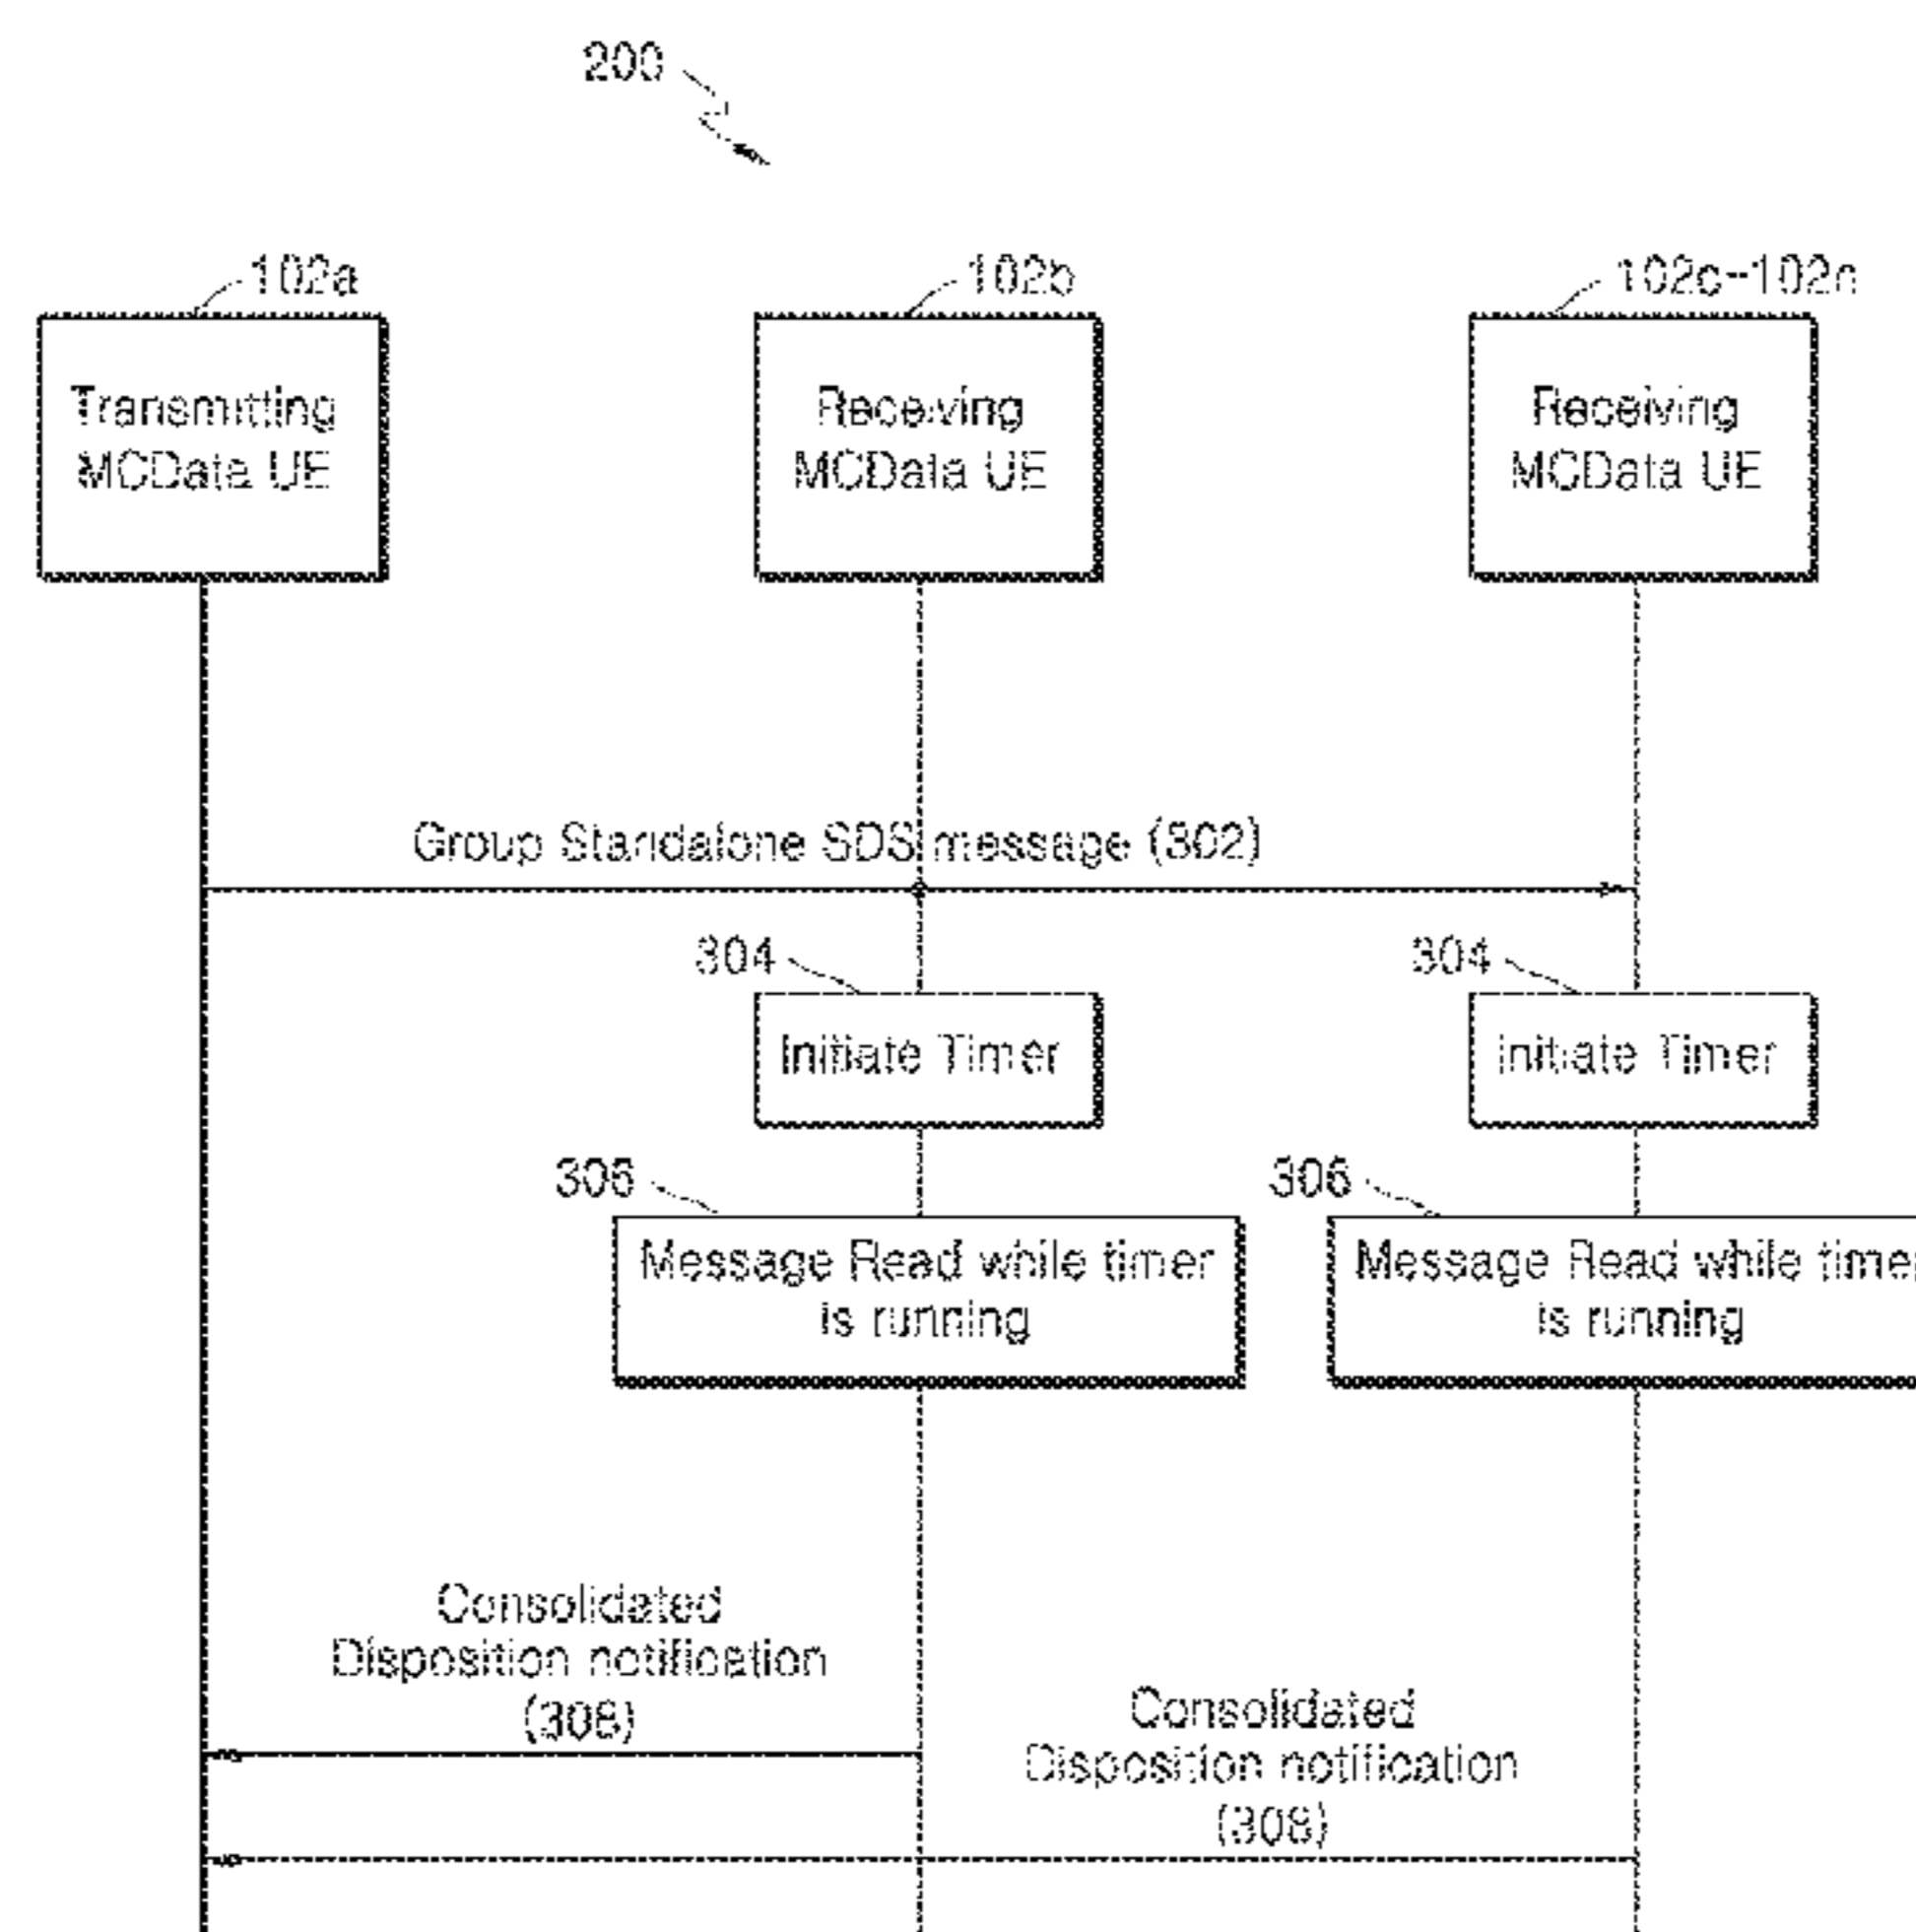 200
102a
102b
102c~102n
Transmitting
MCData UE
Receiving
MCData UE
Receiving
MCData UE
Group Standalone SDS message (302)
304
304
Initiate Timer
Initiate Timer
306
306
Message Read while timer
is running
Message Read while timer
is running
Consolidated
Disposition notification
(308)
Consolidated
Disposition notification
(308)